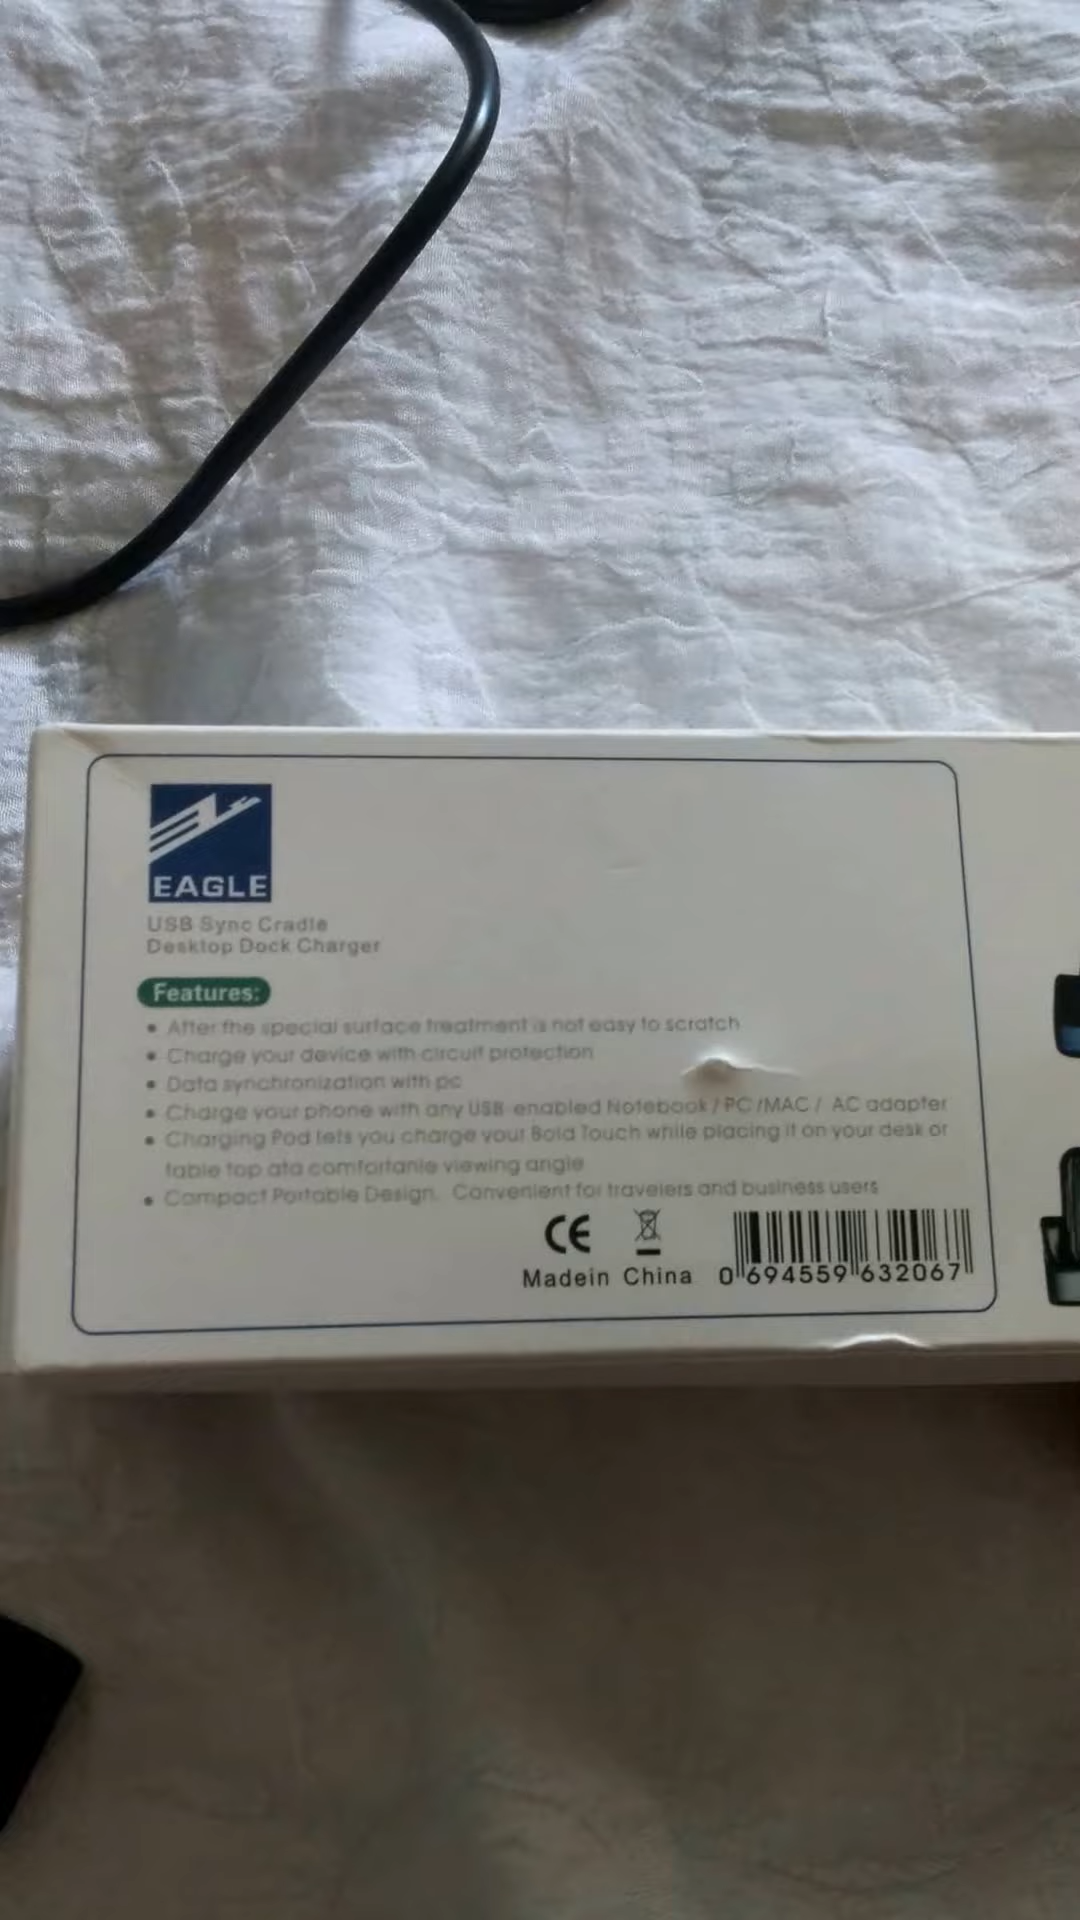 EAGLE
USB Sync Cradle
Desktop Dock Charger
Features:
• After the special surface treatment is not easy to scratch
• Charge your device with circuit protection
• Data synchronization with pc
• Charge your phone with any USB enabled Notebook / PC /MAC / AC adapter
• Charging Pod lets you charge your Bold Touch while placing it on your desk or
table top ata comfortanle viewing angle
• Compact Portable Design. Convenient for travelers and business users
CE
Madein China 0 694559 632067